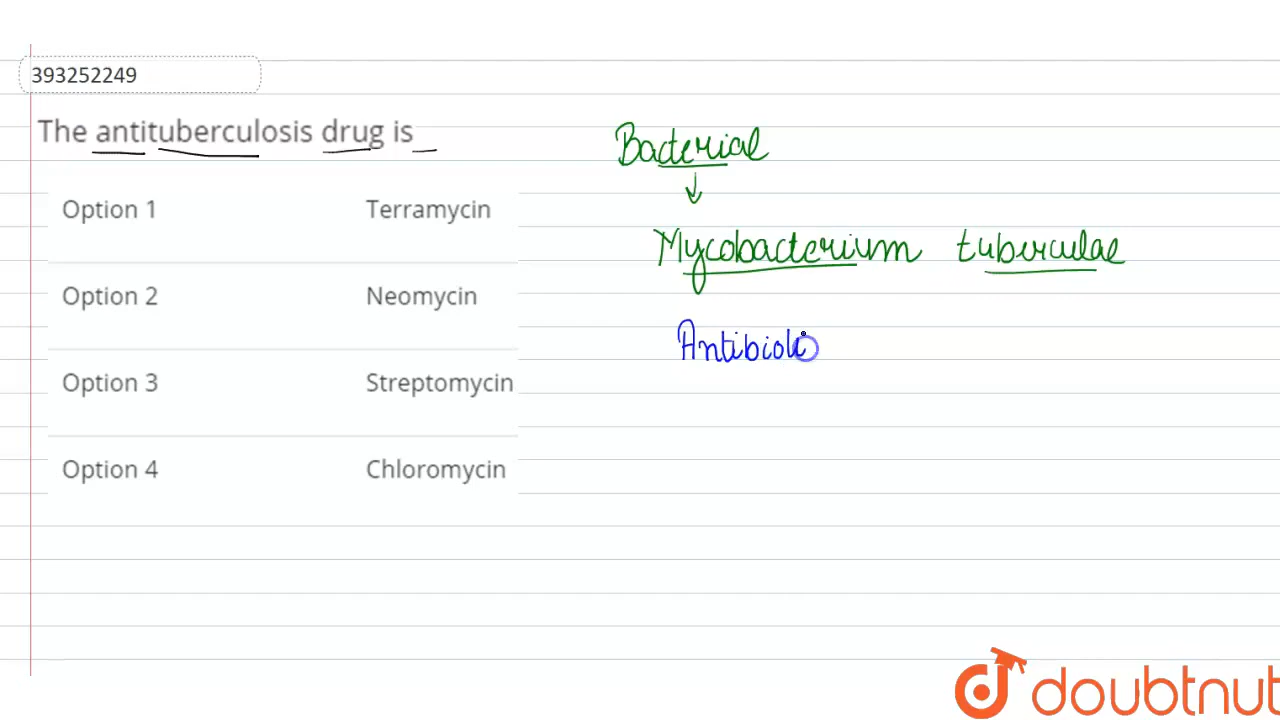 393252249
The antituberculosis drug is
Option 1 Terramycin
Option 2 Neomycin
Option 3 Streptomycin
Option 4 Chloromycin
Bacterial
↓
Mycobacterium tuberculae
Antibioti
doubtnut